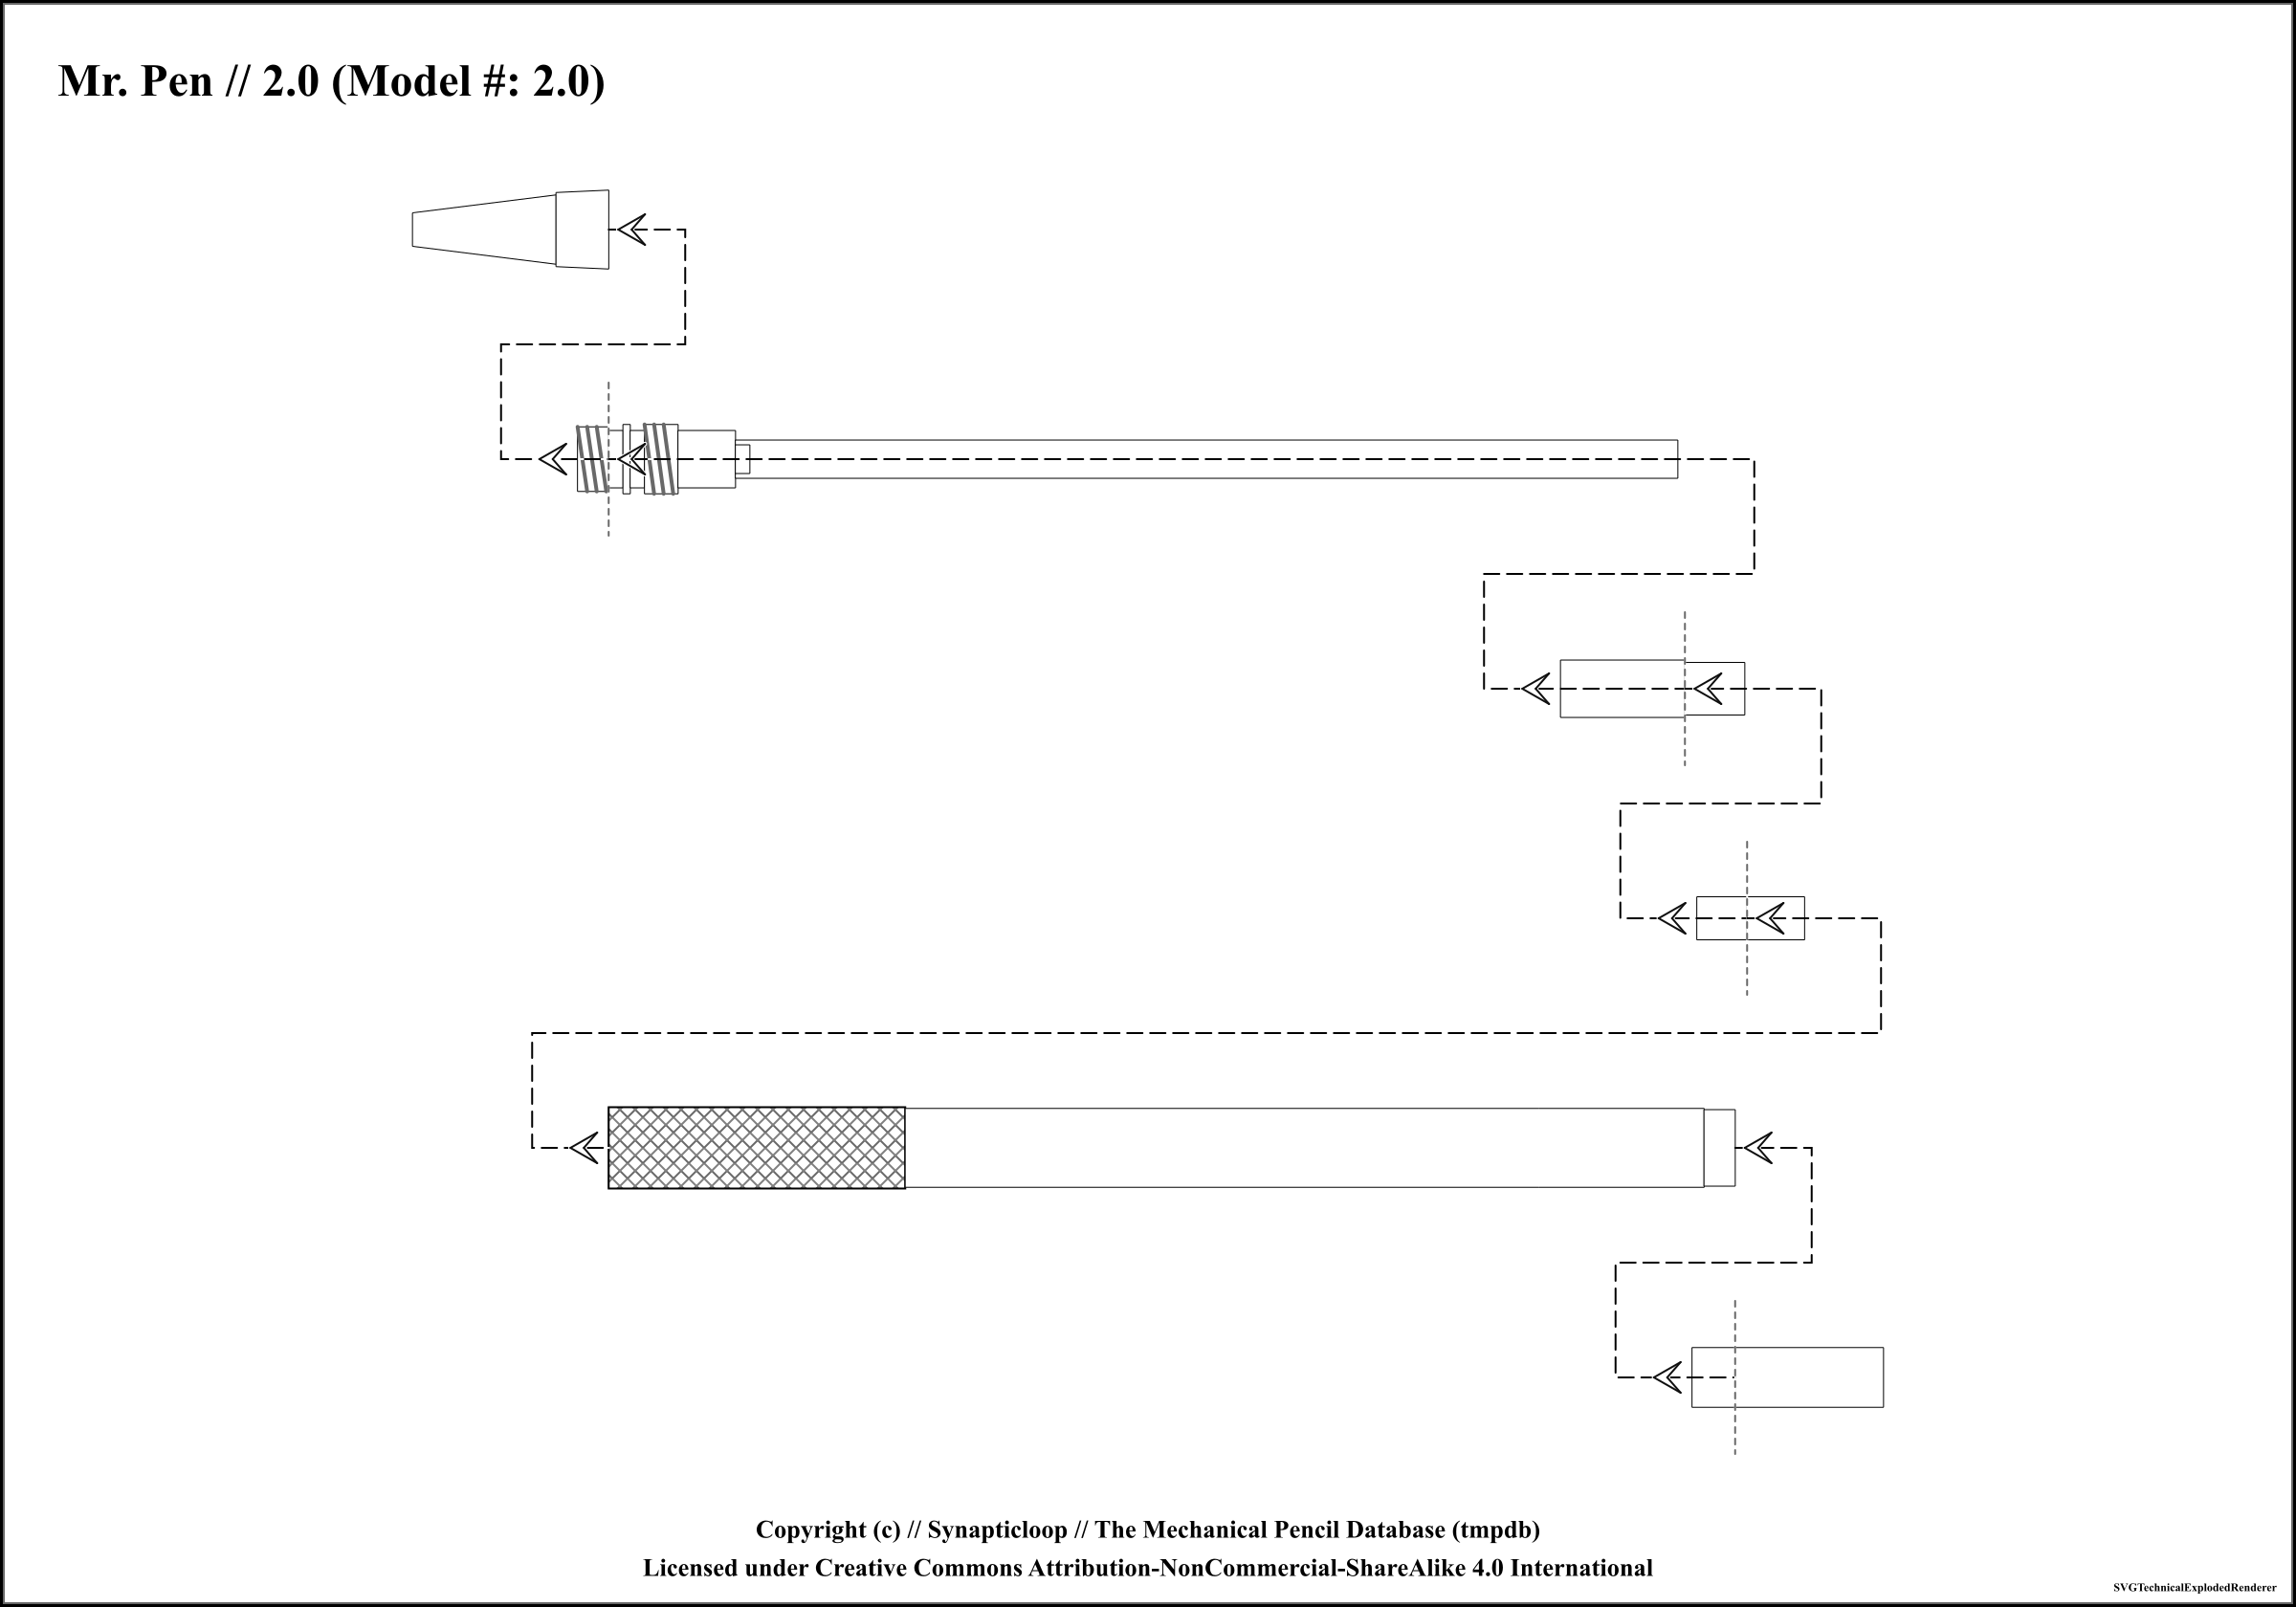 Mr. Pen // 2.0 (Model #: 2.0)
Copyright (c) // Synapticloop // The Mechanical Pencil Database (tmpdb)
Licensed under Creative Commons Attribution-NonCommercial-ShareAlike 4.0 International
SVGTechnicalExplodedRenderer